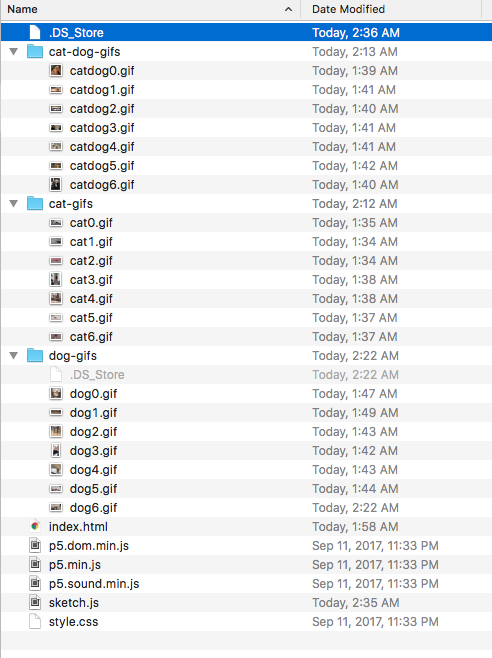 Name Date Modified
.DS_Store Today, 2:36 AM
cat-dog-gifs Today, 2:13 AM
catdog0.gif Today, 1:39 AM
catdog1.gif Today, 1:41 AM
catdog2.gif Today, 1:40 AM
catdog3.gif Today, 1:41 AM
catdog4.gif Today, 1:41 AM
catdog5.gif Today, 1:42 AM
catdog6.gif Today, 1:40 AM
cat-gifs Today, 2:12 AM
cat0.gif Today, 1:35 AM
cat1.gif Today, 1:34 AM
cat2.gif Today, 1:34 AM
cat3.gif Today, 1:38 AM
cat4.gif Today, 1:38 AM
cat5.gif Today, 1:37 AM
cat6.gif Today, 1:37 AM
dog-gifs Today, 2:22 AM
.DS_Store Today, 2:22 AM
dog0.gif Today, 1:47 AM
dog1.gif Today, 1:49 AM
dog2.gif Today, 1:43 AM
dog3.gif Today, 1:42 AM
dog4.gif Today, 1:43 AM
dog5.gif Today, 1:44 AM
dog6.gif Today, 2:22 AM
index.html Today, 1:58 AM
p5.dom.min.js Sep 11, 2017, 11:33 PM
p5.min.js Sep 11, 2017, 11:33 PM
p5.sound.min.js Sep 11, 2017, 11:33 PM
sketch.js Today, 2:35 AM
style.css Sep 11, 2017, 11:33 PM